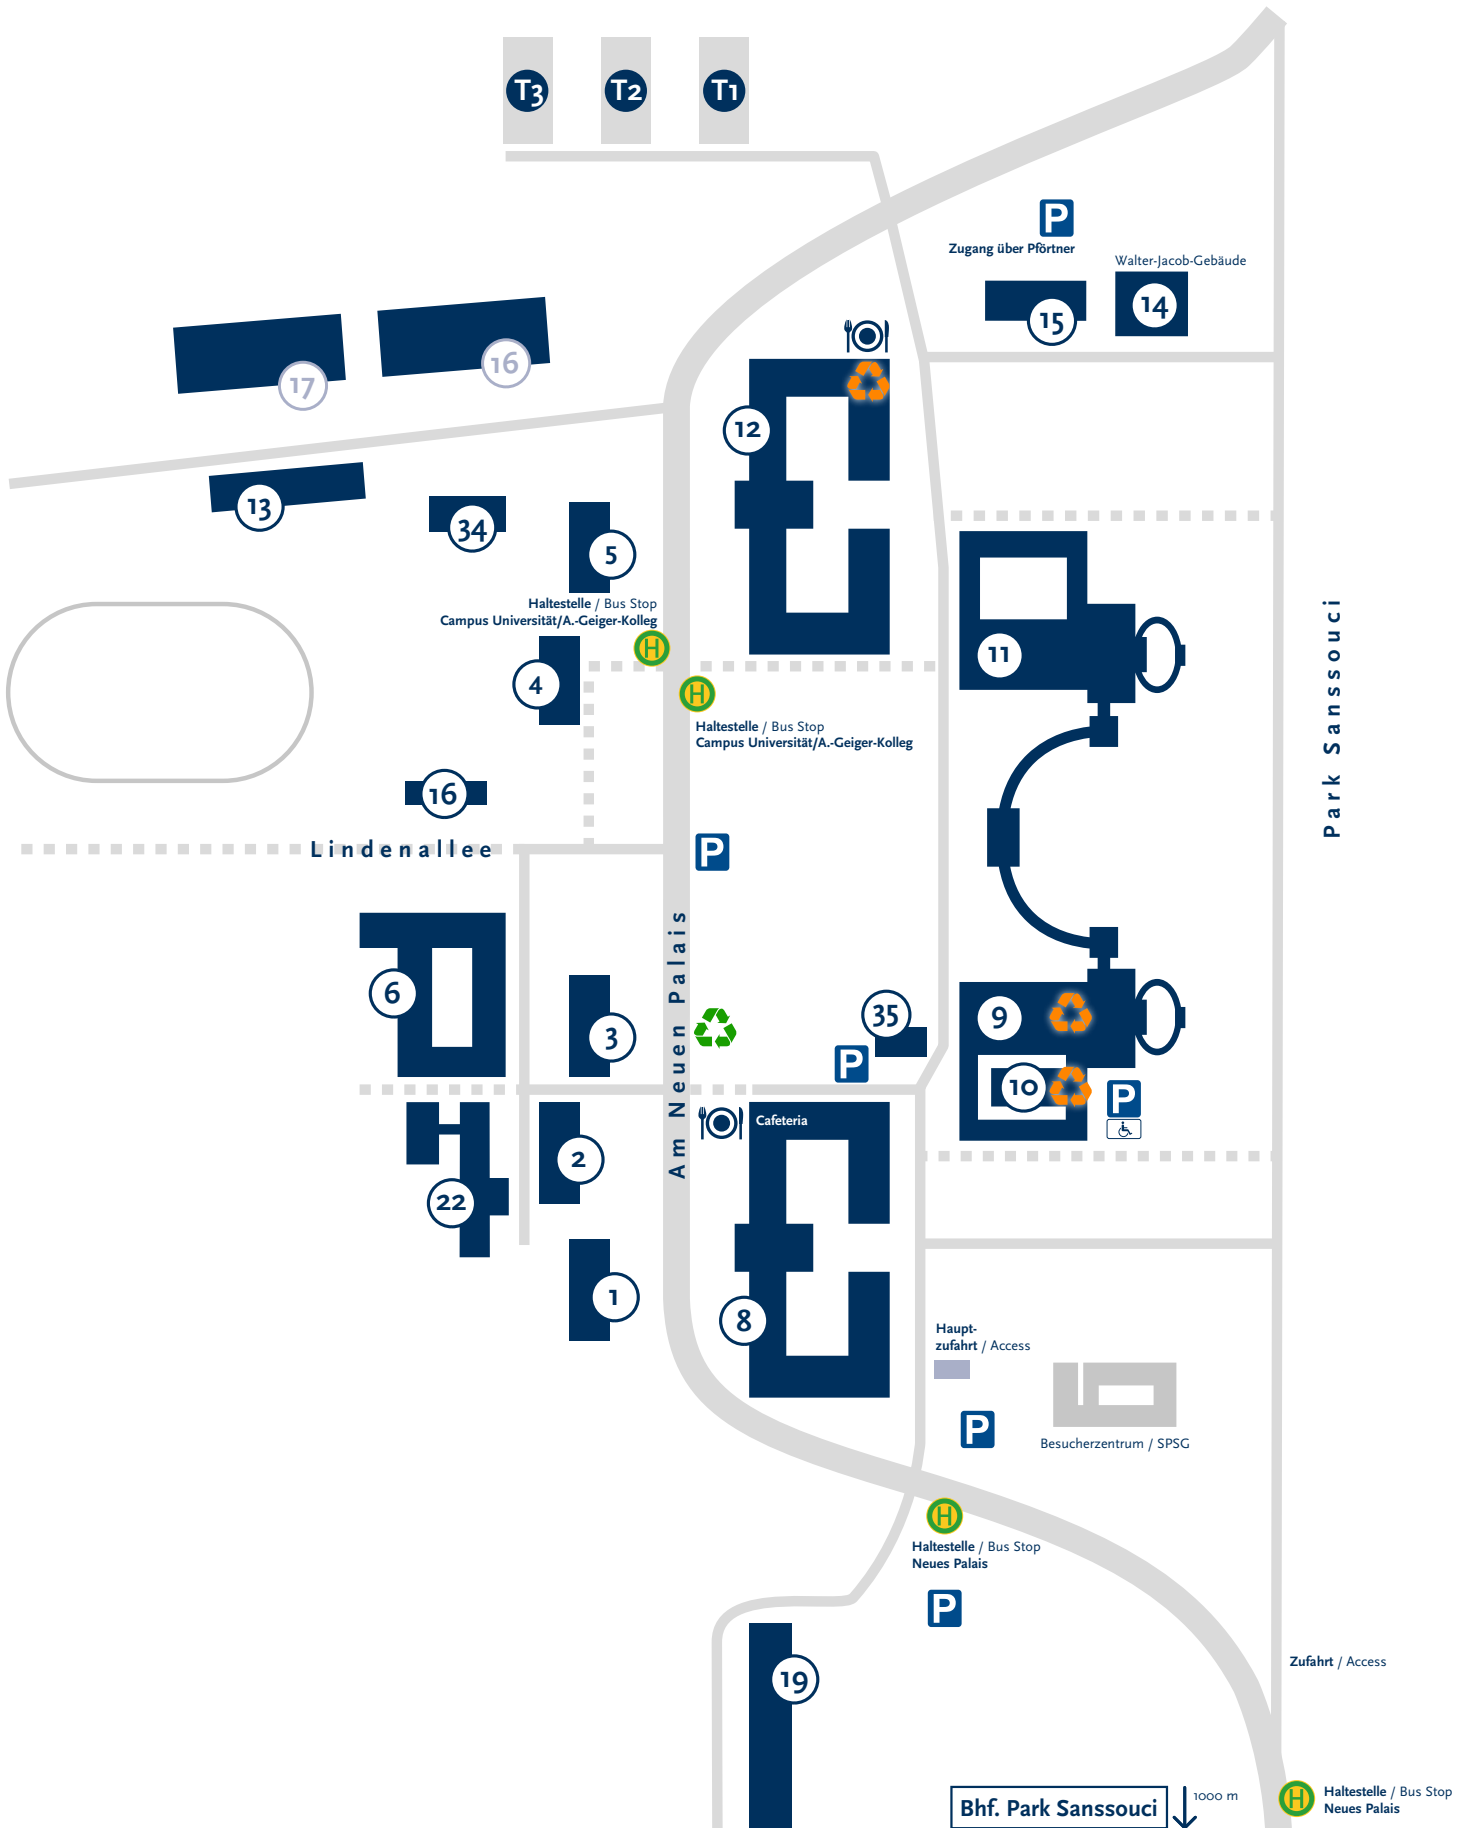 T3
T2
T1
P
Zugang über Pförtner
Walter-Jacob-Gebäude
14
15
16
17
12
13
34
5
Haltestelle / Bus Stop
Campus Universität/A.-Geiger-Kolleg
H
11
4
H
Haltestelle / Bus Stop
Campus Universität/A.-Geiger-Kolleg
Park Sanssouci
16
Lindenallee
P
Am Neuen Palais
6
3
35
9
P
10
P
Cafeteria
2
22
1
8
Haupt-
zufahrt / Access
P
Besucherzentrum / SPSG
H
Haltestelle / Bus Stop
Neues Palais
P
19
Zufahrt / Access
Bhf. Park Sanssouci
1000 m
H
Haltestelle / Bus Stop
Neues Palais